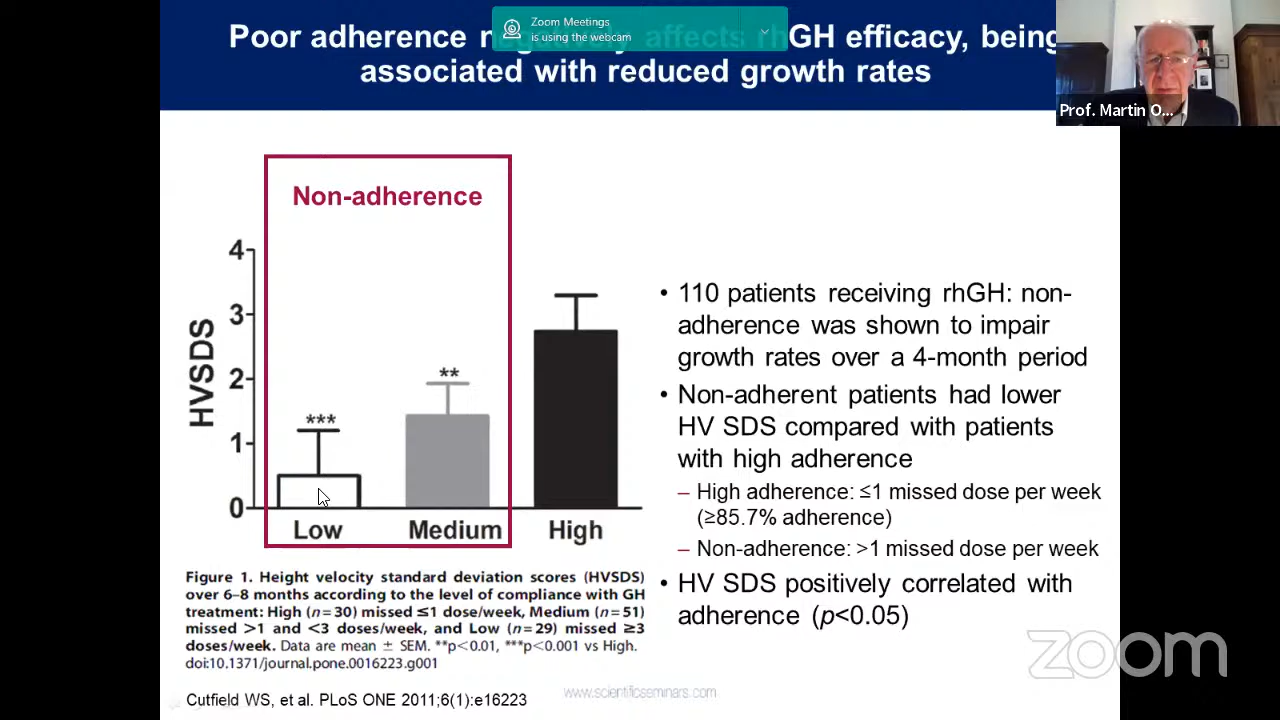 Poor adherence negatively affects rhGH efficacy, being
associated with reduced growth rates
Zoom Meetings
is using the webcam
Prof. Martin O...
Non-adherence
4
3
2
1
0
HVSDS
***
**
Low Medium High
• 110 patients receiving rhGH: non-
adherence was shown to impair
growth rates over a 4-month period
• Non-adherent patients had lower
HV SDS compared with patients
with high adherence
– High adherence: ≤1 missed dose per week
(≥85.7% adherence)
– Non-adherence: >1 missed dose per week
• HV SDS positively correlated with
adherence (p<0.05)
Figure 1. Height velocity standard deviation scores (HVSDS)
over 6–8 months according to the level of compliance with GH
treatment: High (n=30) missed ≤1 dose/week, Medium (n=51)
missed >1 and <3 doses/week, and Low (n=29) missed ≥3
doses/week. Data are mean ± SEM. **p<0.01, ***p<0.001 vs High.
doi:10.1371/journal.pone.0016223.g001
Cutfield WS, et al. PLoS ONE 2011;6(1):e16223
www.scientificseminars.com
zoom